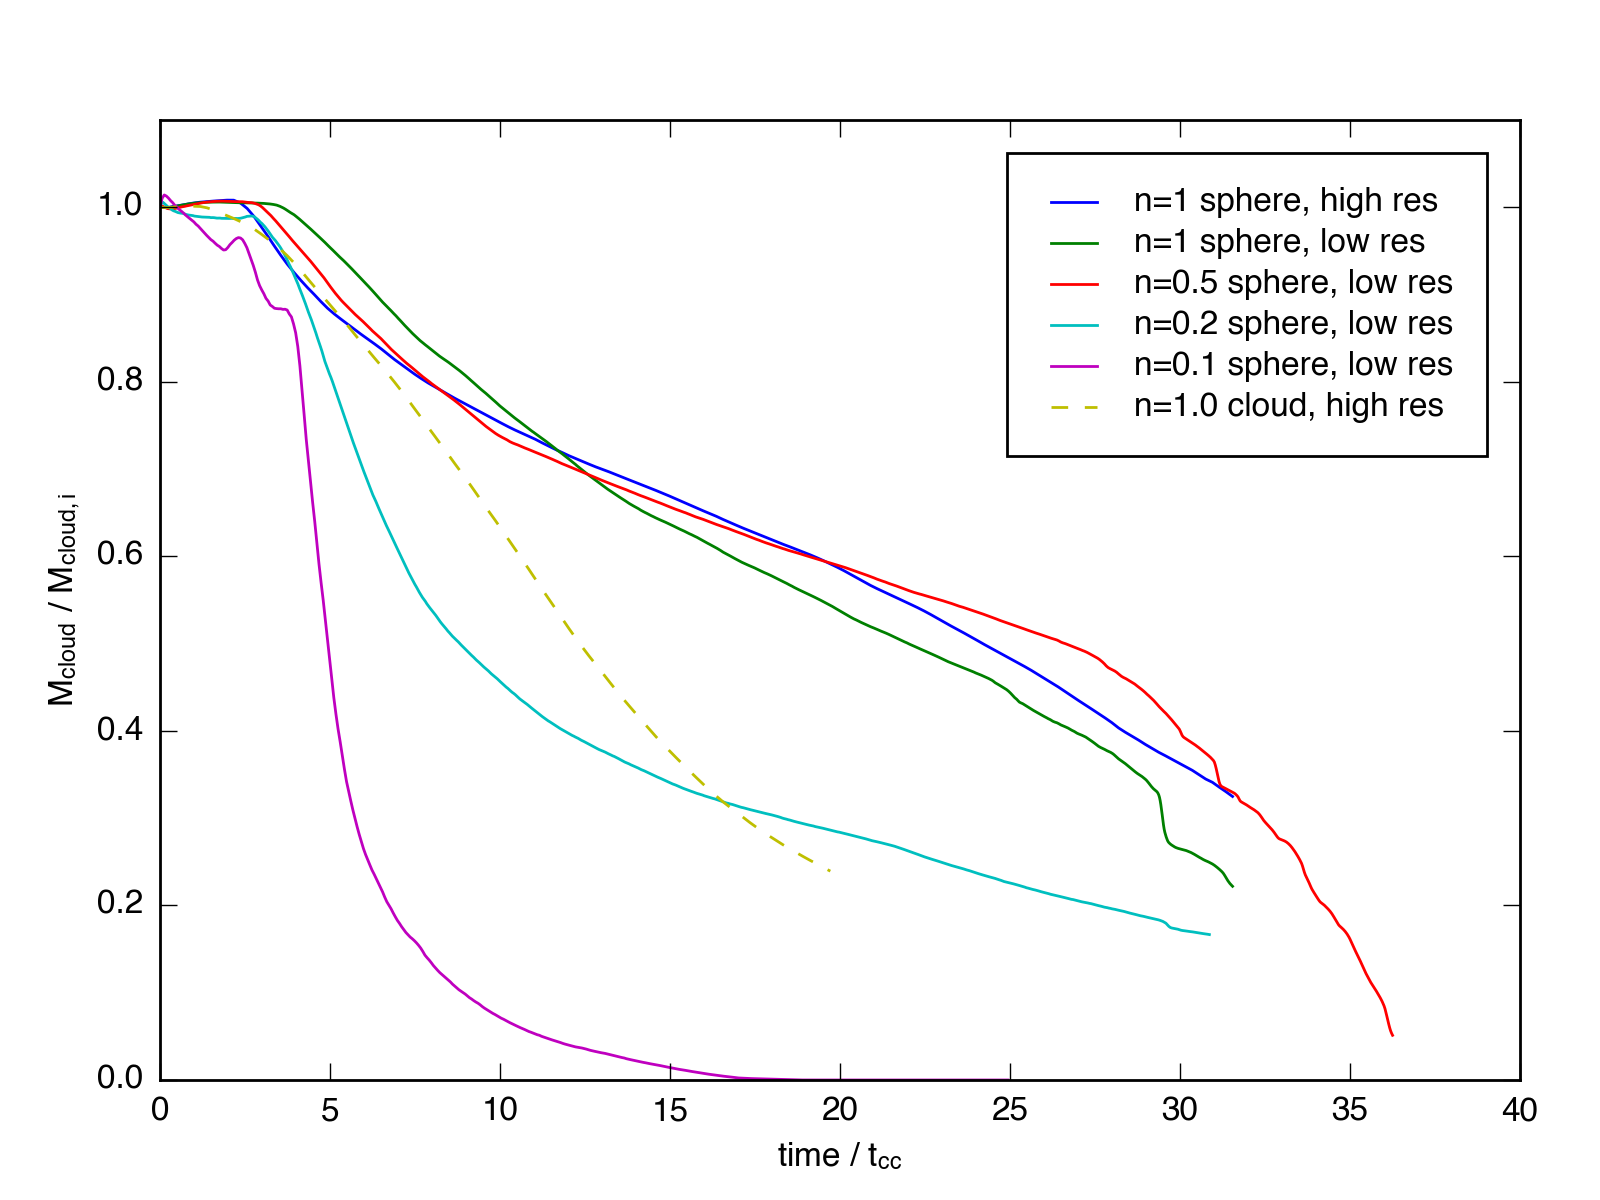 n=1 sphere, high res
n=1 sphere, low res
n=0.5 sphere, low res
n=0.2 sphere, low res
n=0.1 sphere, low res
n=1.0 cloud, high res
1.0
0.8
0.6
0.4
0.2
0.0
M_cloud / M_cloud,i
0 5 10 15 20 25 30 35 40
time / t_cc